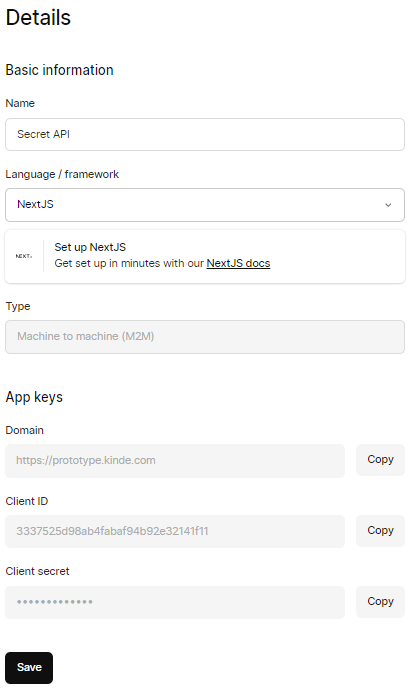 Details
Basic information
Name
Secret API
Language / framework
NextJS
NEXT.
Set up NextJS
Get set up in minutes with our NextJS docs
Type
Machine to machine (M2M)
App keys
Domain
https://prototype.kinde.com
Copy
Client ID
3337525d98ab4fabaf94b92e32141f11
Copy
Client secret
•••••••••••••
Copy
Save